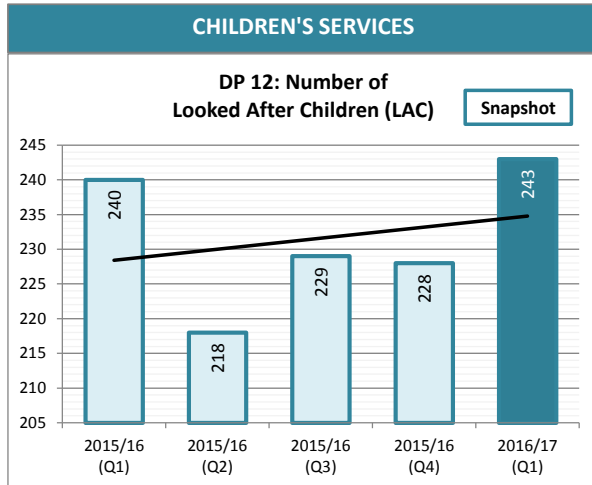 CHILDREN'S SERVICES
DP 12: Number of
Looked After Children (LAC)
Snapshot
245
240
235
230
225
220
215
210
205
240
218
229
228
243
2015/16
(Q1)
2015/16
(Q2)
2015/16
(Q3)
2015/16
(Q4)
2016/17
(Q1)